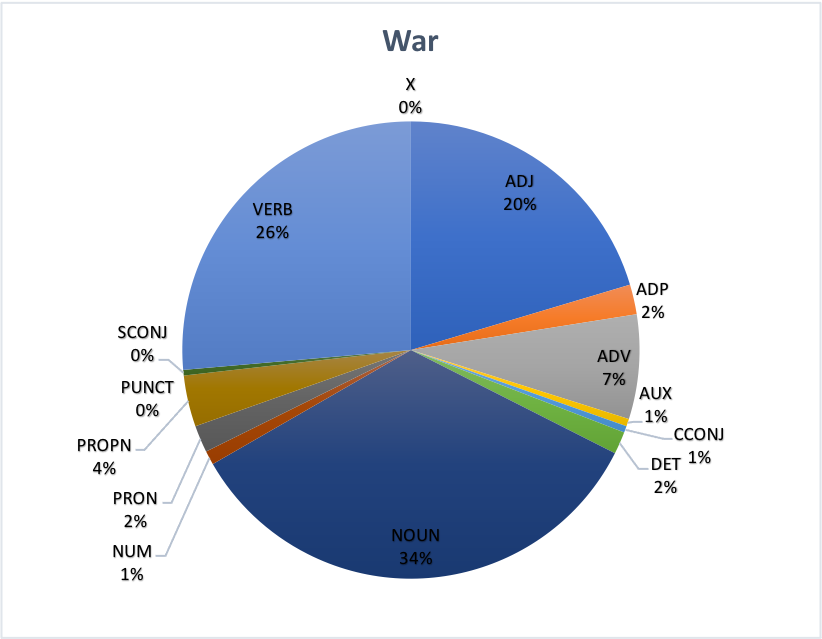 War
X
0%
ADJ
20%
ADP
2%
ADV
7%
AUX
1%
CCONJ
1%
DET
2%
NOUN
34%
NUM
1%
PRON
2%
PROPN
4%
PUNCT
0%
SCONJ
0%
VERB
26%